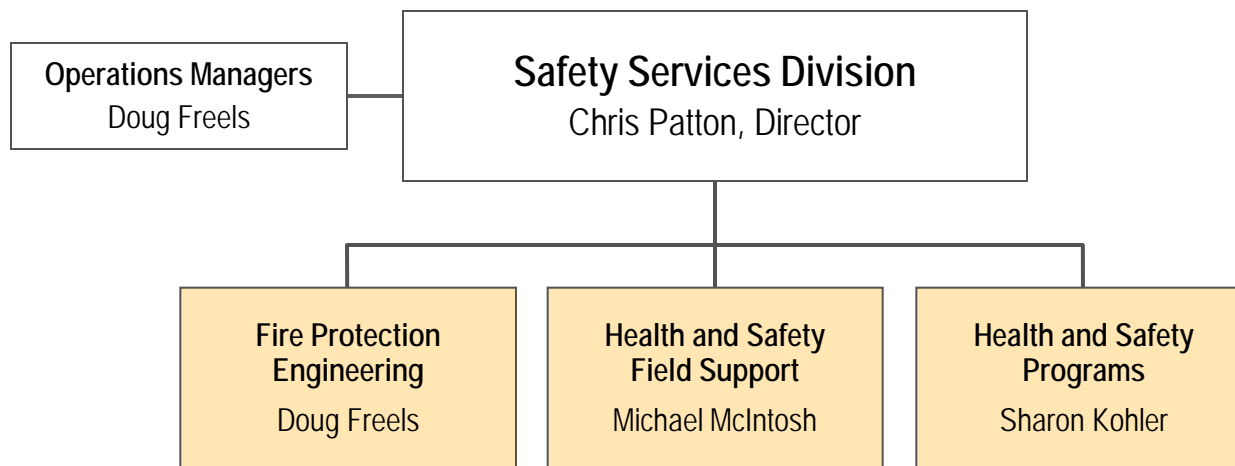 Operations Managers
Doug Freels
Safety Services Division
Chris Patton, Director
Fire Protection
Engineering
Doug Freels
Health and Safety
Field Support
Michael McIntosh
Health and Safety
Programs
Sharon Kohler